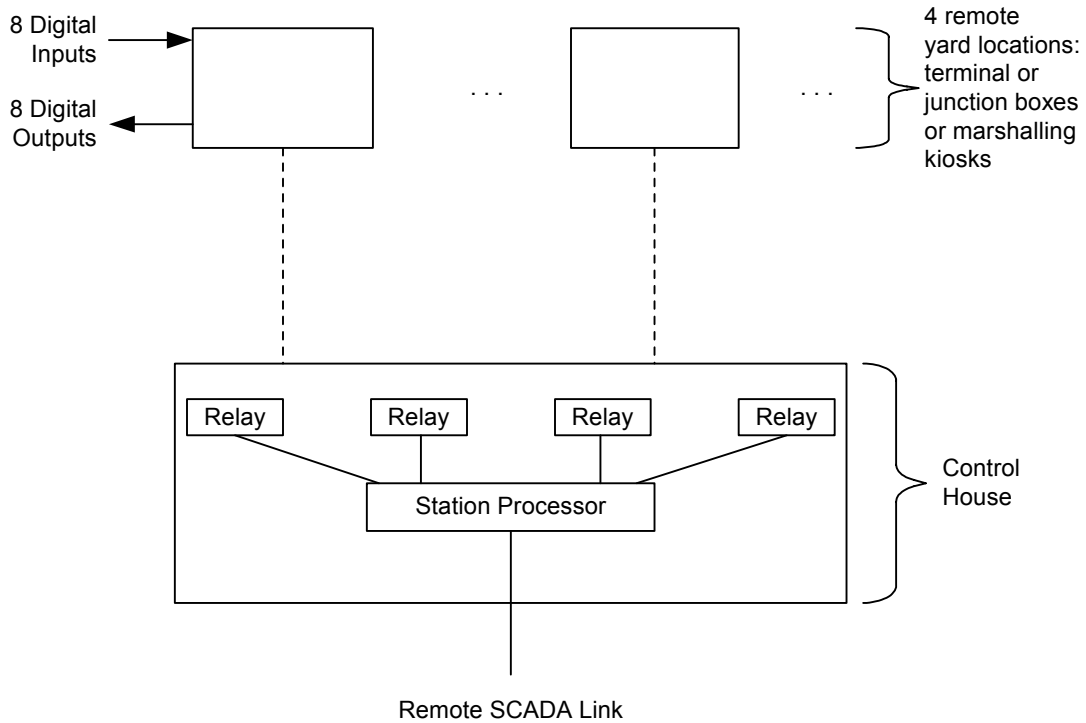 8 Digital
Inputs
8 Digital
Outputs
. . .
. . .
4 remote
yard locations:
terminal or
junction boxes
or marshalling
kiosks
Relay
Relay
Relay
Relay
Station Processor
Control
House
Remote SCADA Link